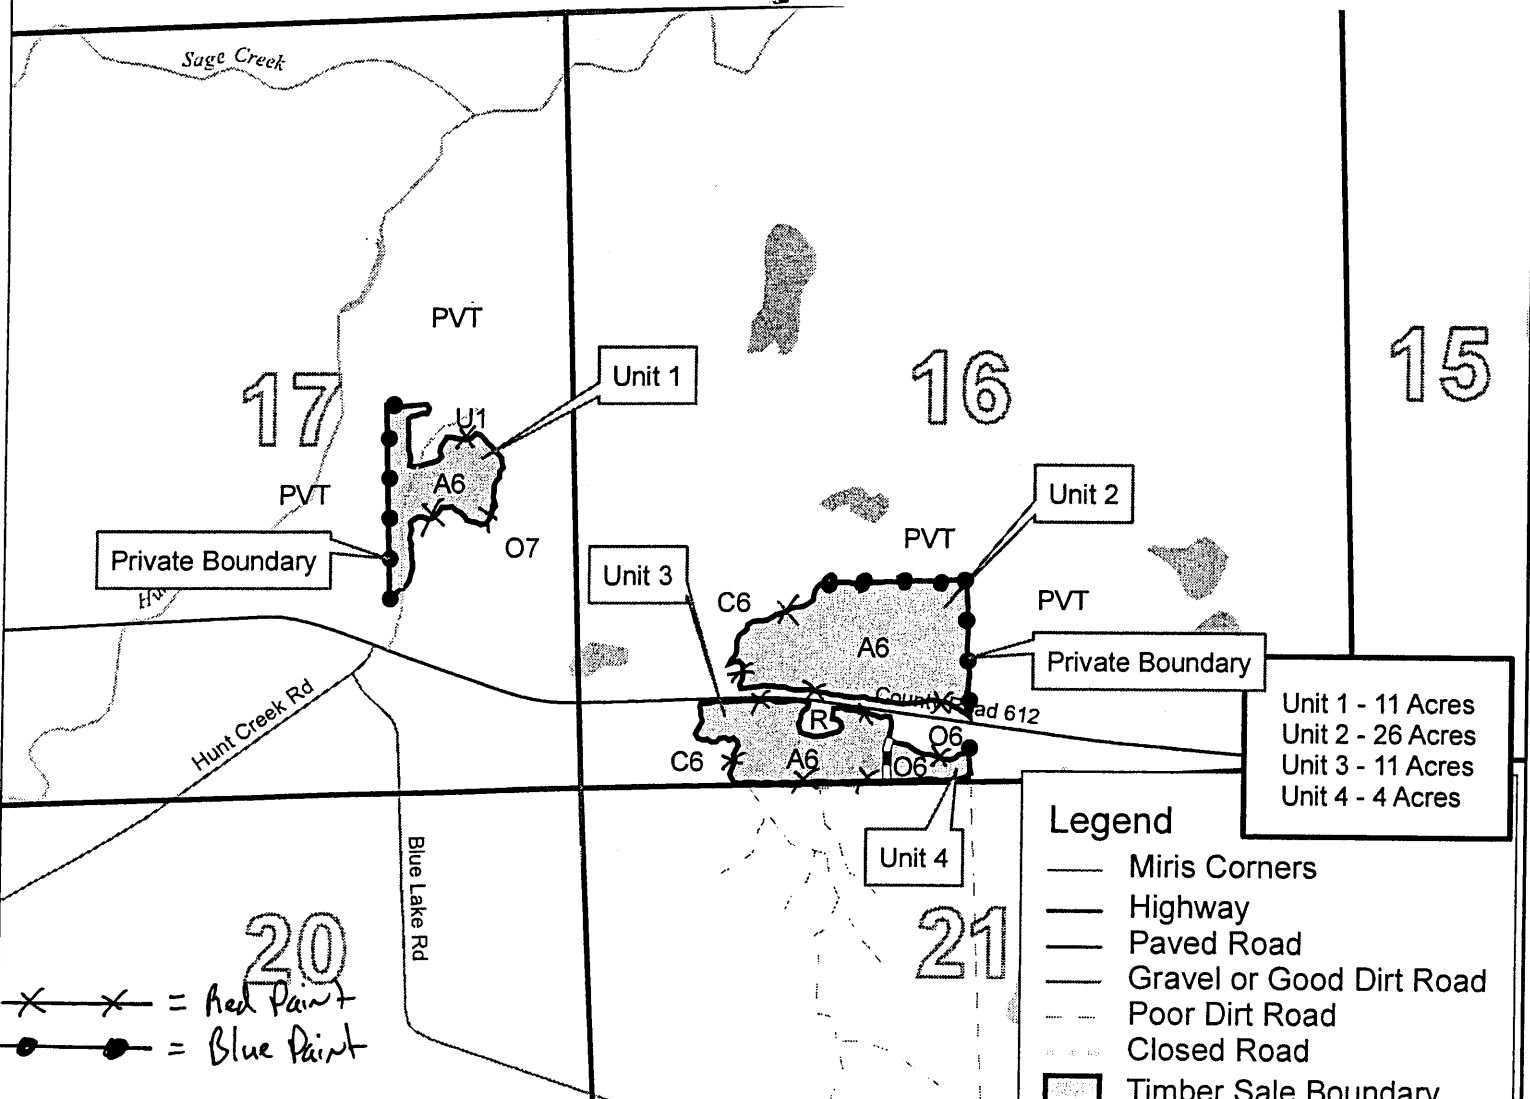 Sage Creek
PVT
Unit 1
17
16
15
U1
A6
PVT
Unit 2
O7
PVT
Private Boundary
Unit 3
C6
PVT
A6
Private Boundary
County Road 612
R
Hunt Creek Rd
C6
A6
O6
O6
Unit 1 - 11 Acres
Unit 2 - 26 Acres
Unit 3 - 11 Acres
Unit 4 - 4 Acres
Unit 4
Blue Lake Rd
20
21
Legend
Miris Corners
Highway
Paved Road
Gravel or Good Dirt Road
Poor Dirt Road
Closed Road
Timber Sale Boundary
= Red Paint
= Blue Paint